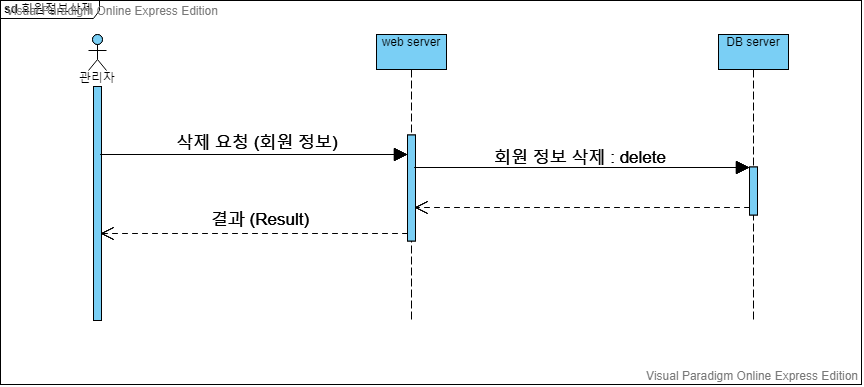 sd 회원정보삭제
Visual Paradigm Online Express Edition
관리자
web server
DB server
삭제 요청 (회원 정보)
회원 정보 삭제 : delete
결과 (Result)
Visual Paradigm Online Express Edition